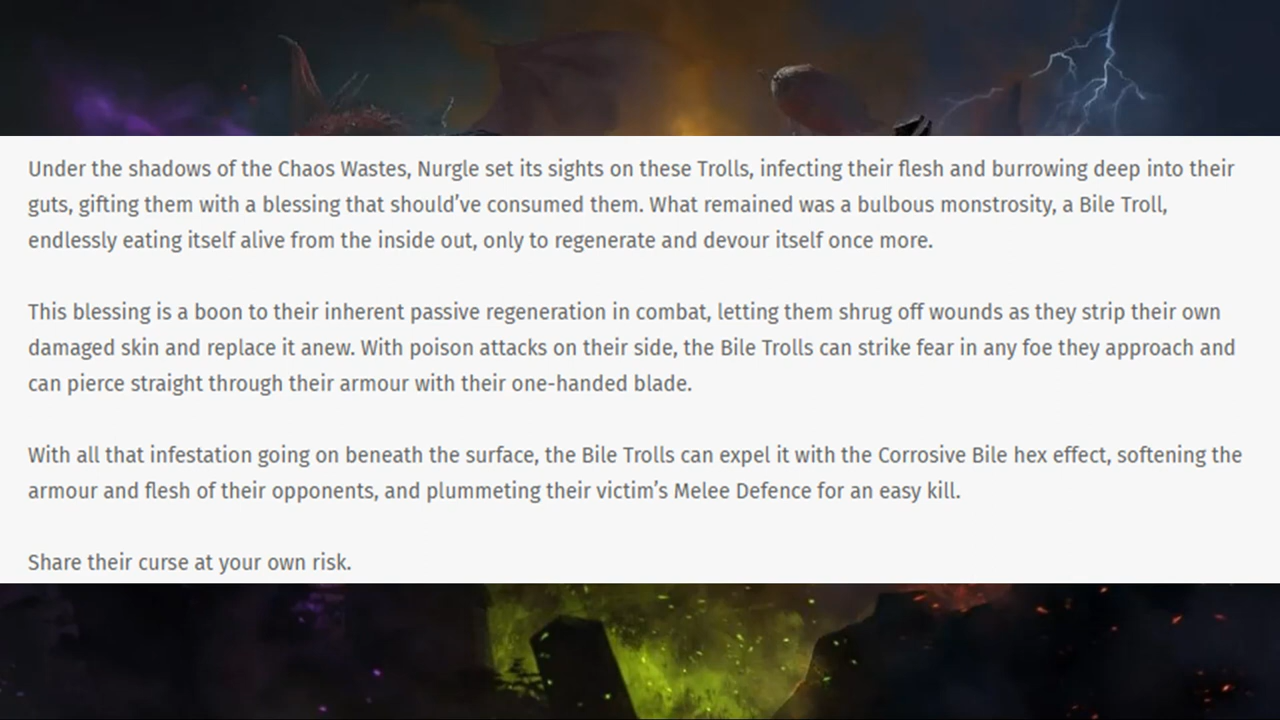 Under the shadows of the Chaos Wastes, Nurgle set its sights on these Trolls, infecting their flesh and burrowing deep into their
guts, gifting them with a blessing that should’ve consumed them. What remained was a bulbous monstrosity, a Bile Troll,
endlessly eating itself alive from the inside out, only to regenerate and devour itself once more.
This blessing is a boon to their inherent passive regeneration in combat, letting them shrug off wounds as they strip their own
damaged skin and replace it anew. With poison attacks on their side, the Bile Trolls can strike fear in any foe they approach and
can pierce straight through their armour with their one-handed blade.
With all that infestation going on beneath the surface, the Bile Trolls can expel it with the Corrosive Bile hex effect, softening the
armour and flesh of their opponents, and plummeting their victim’s Melee Defence for an easy kill.
Share their curse at your own risk.